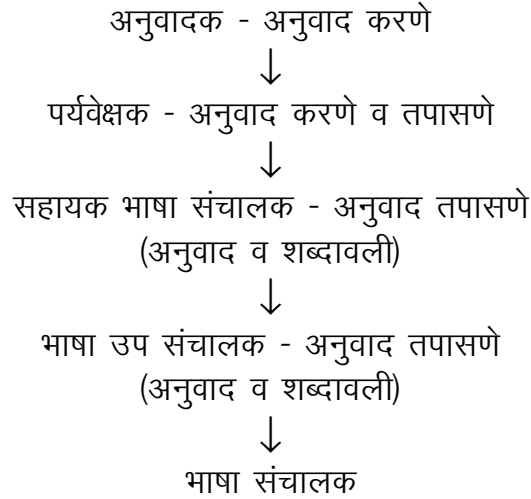 अनुवादक - अनुवाद करणे
↓
पर्यवेक्षक - अनुवाद करणे व तपासणे
↓
सहायक भाषा संचालक - अनुवाद तपासणे
(अनुवाद व शब्दावली)
↓
भाषा उप संचालक - अनुवाद तपासणे
(अनुवाद व शब्दावली)
↓
भाषा संचालक